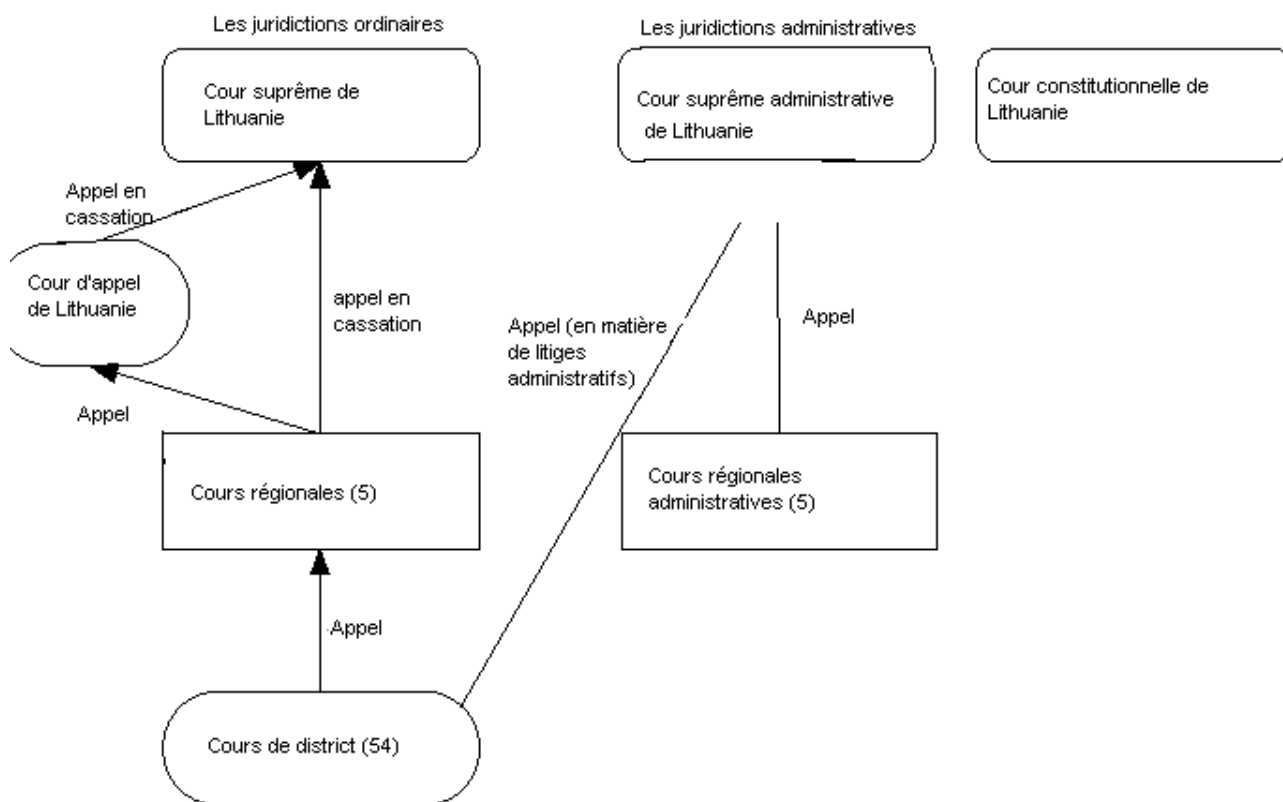 Les juridictions ordinaires
Les juridictions administratives
Cour suprême de
Lithuanie
Cour suprême administrative
de Lithuanie
Cour constitutionnelle de
Lithuanie
Appel en
cassation
Cour d'appel
de Lithuanie
appel en
cassation
Appel (en matière
de litiges
administratifs)
Appel
Appel
Cours régionales (5)
Cours régionales
administratives (5)
Appel
Cours de district (54)